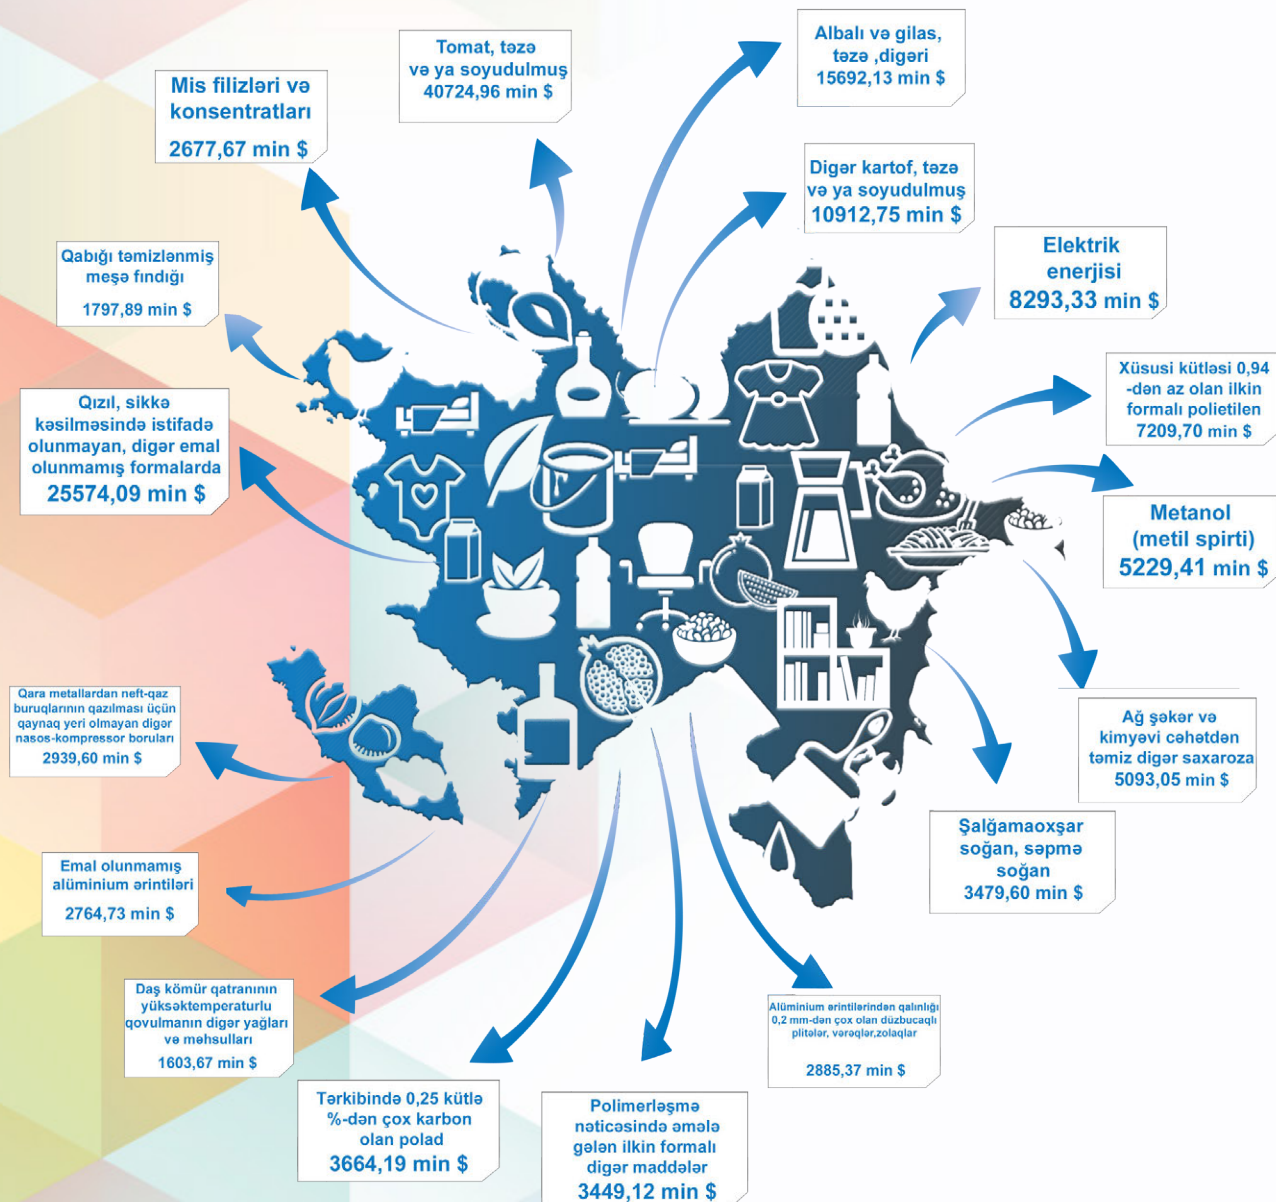 Tomat, təzə
və ya soyudulmuş
40724,96 min $
Albalı və gilas,
təzə ,digəri
15692,13 min $
Mis filizləri və
konsentratları
2677,67 min $
Digər kartof, təzə
və ya soyudulmuş
10912,75 min $
Qabığı təmizlənmiş
meşə fındığı
1797,89 min $
Elektrik
enerjisi
8293,33 min $
Qızıl, sikkə
kəsilməsində istifadə
olunmayan, digər emal
olunmamış formalarda
25574,09 min $
Xüsusi kütləsi 0,94
-dən az olan ilkin
formalı polietilen
7209,70 min $
Metanol
(metil spirti)
5229,41 min $
Qara metallardan neft-qaz
buruqlarının qazılması üçün
qaynaq yeri olmayan digər
nasos-kompressor boruları
2939,60 min $
Ağ şəkər və
kimyəvi cəhətdən
təmiz digər saxaroza
5093,05 min $
Şalğamaoxşar
soğan, səpmə
soğan
3479,60 min $
Emal olunmamış
alüminium ərintiləri
2764,73 min $
Daş kömür qatranının
yüksəktemperaturlu
qovulmanın digər yağları
və məhsulları
1603,67 min $
Alüminium ərintilərindən qalınlığı
0,2 mm-dən çox olan düzbucaqlı
plitələr, vərəqlər,zolaqlar
2885,37 min $
Tərkibində 0,25 kütlə
%-dən çox karbon
olan polad
3664,19 min $
Polimerləşmə
nəticəsində əmələ
gələn ilkin formalı
digər maddələr
3449,12 min $